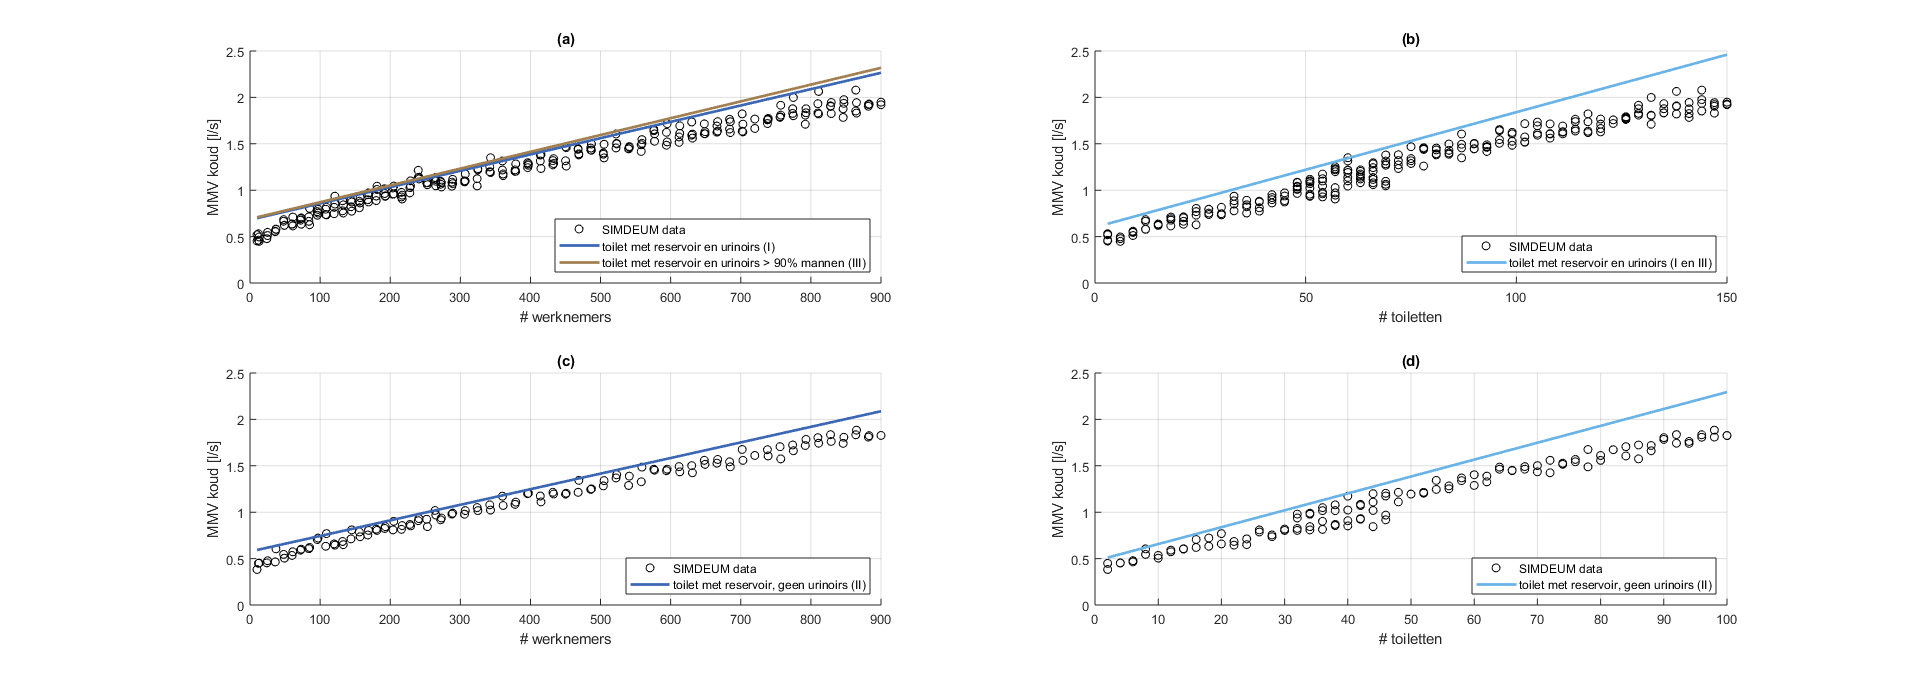 (a)
2.5
2
1.5
1
0.5
0
MMV koud [l/s]
SIMDEUM data
toilet met reservoir en urinoirs (I)
toilet met reservoir en urinoirs > 90% mannen (III)
0 100 200 300 400 500 600 700 800 900
# werknemers
(b)
2.5
2
1.5
1
0.5
0
MMV koud [l/s]
SIMDEUM data
toilet met reservoir en urinoirs (I en III)
0 50 100 150
# toiletten
(c)
2.5
2
1.5
1
0.5
0
MMV koud [l/s]
SIMDEUM data
toilet met reservoir, geen urinoirs (II)
0 100 200 300 400 500 600 700 800 900
# werknemers
(d)
2.5
2
1.5
1
0.5
0
MMV koud [l/s]
SIMDEUM data
toilet met reservoir, geen urinoirs (II)
0 10 20 30 40 50 60 70 80 90 100
# toiletten